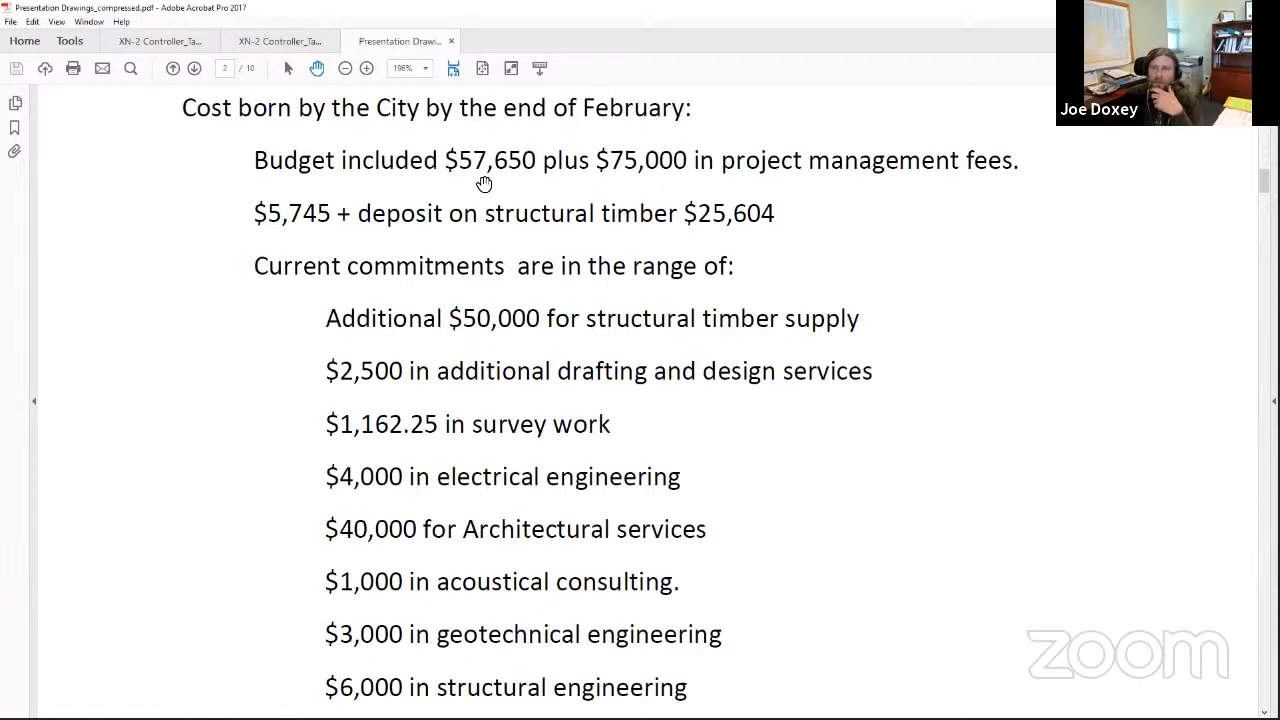 Presentation Drawings_compressed.pdf - Adobe Acrobat Pro 2017
File Edit View Window Help
Home Tools XN-2 Controller_Ta... XN-2 Controller_Ta... Presentation Drawi... ×
2 / 10 196%
Joe Doxey
Cost born by the City by the end of February:
Budget included $57,650 plus $75,000 in project management fees.
$5,745 + deposit on structural timber $25,604
Current commitments are in the range of:
Additional $50,000 for structural timber supply
$2,500 in additional drafting and design services
$1,162.25 in survey work
$4,000 in electrical engineering
$40,000 for Architectural services
$1,000 in acoustical consulting.
$3,000 in geotechnical engineering
$6,000 in structural engineering
zoom